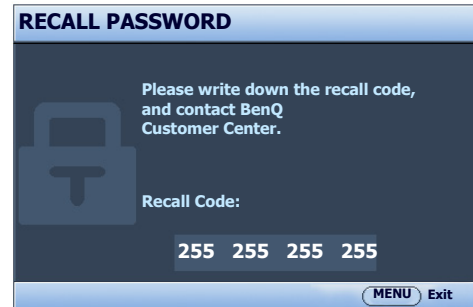 RECALL PASSWORD
Please write down the recall code,
and contact BenQ
Customer Center.
Recall Code:
255 255 255 255
MENU Exit